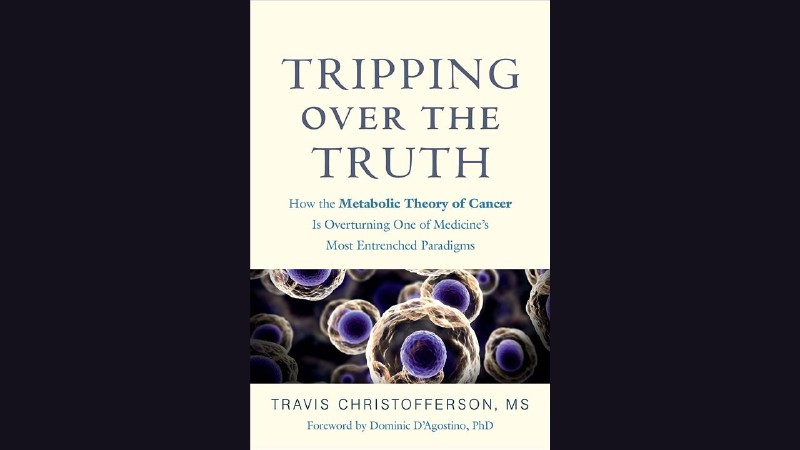 TRIPPING
OVER THE
TRUTH
How the Metabolic Theory of Cancer
Is Overturning One of Medicine's
Most Entrenched Paradigms
TRAVIS CHRISTOFFERSON, MS
Foreword by Dominic D'Agostino, PhD